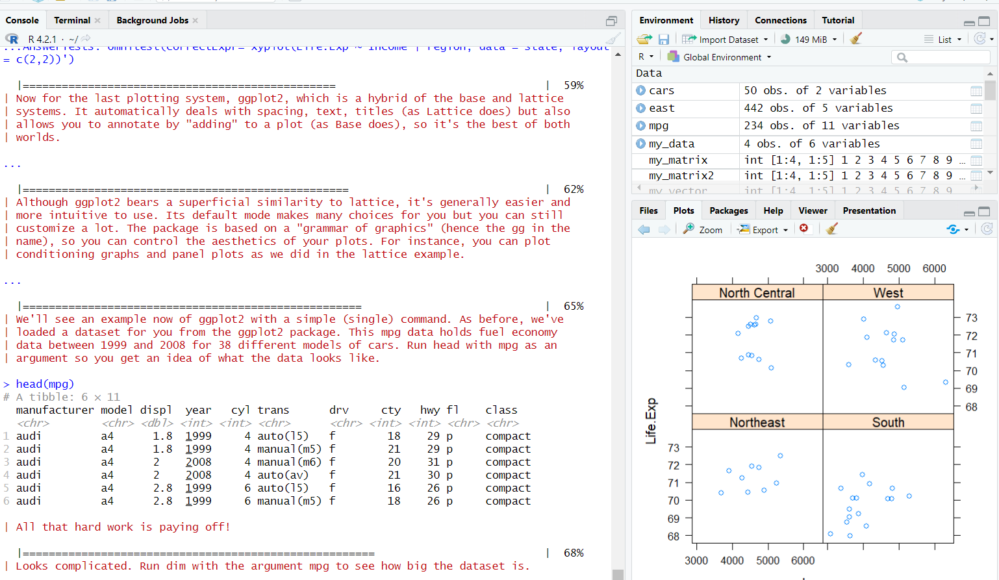 Console
Terminal
Background Jobs
R 4.2.1 · ~/
...AnswerTests: omnitest(correctExpr='xyplot(Life.Exp ~ Income | region, data = state, layout
= c(2,2))')
|================================================ | 59%
| Now for the last plotting system, ggplot2, which is a hybrid of the base and lattice
| systems. It automatically deals with spacing, text, titles (as Lattice does) but also
| allows you to annotate by "adding" to a plot (as Base does), so it's the best of both
| worlds.
...
|================================================== | 62%
| Although ggplot2 bears a superficial similarity to lattice, it's generally easier and
| more intuitive to use. Its default mode makes many choices for you but you can still
| customize a lot. The package is based on a "grammar of graphics" (hence the gg in the
| name), so you can control the aesthetics of your plots. For instance, you can plot
| conditioning graphs and panel plots as we did in the lattice example.
...
|==================================================== | 65%
| We'll see an example now of ggplot2 with a simple (single) command. As before, we've
| loaded a dataset for you from the ggplot2 package. This mpg data holds fuel economy
| data between 1999 and 2008 for 38 different models of cars. Run head with mpg as an
| argument so you get an idea of what the data looks like.
> head(mpg)
# A tibble: 6 × 11
manufacturer model displ year cyl trans drv cty hwy fl class
<chr> <chr> <dbl> <int> <int> <chr> <chr> <int> <int> <chr> <chr>
1 audi a4 1.8 1999 4 auto(l5) f 18 29 p compact
2 audi a4 1.8 1999 4 manual(m5) f 21 29 p compact
3 audi a4 2 2008 4 manual(m6) f 20 31 p compact
4 audi a4 2 2008 4 auto(av) f 21 30 p compact
5 audi a4 2.8 1999 6 auto(l5) f 16 26 p compact
6 audi a4 2.8 1999 6 manual(m5) f 18 26 p compact
| All that hard work is paying off!
|====================================================== | 68%
| Looks complicated. Run dim with the argument mpg to see how big the dataset is.
Environment
History
Connections
Tutorial
Import Dataset
149 MiB
List
R
Global Environment
Data
cars 50 obs. of 2 variables
east 442 obs. of 5 variables
mpg 234 obs. of 11 variables
my_data 4 obs. of 6 variables
my_matrix int [1:4, 1:5] 1 2 3 4 5 6 7 8 9 ...
my_matrix2 int [1:4, 1:5] 1 2 3 4 5 6 7 8 9 ...
my_vector int [1:4, 1:5] 1 2 3 4 5 6 7 8 9
Files
Plots
Packages
Help
Viewer
Presentation
Zoom
Export
3000 4000 5000 6000
North Central
West
73
72
71
70
69
68
Life.Exp
Northeast
South
73
72
71
70
69
68
3000 4000 5000 6000